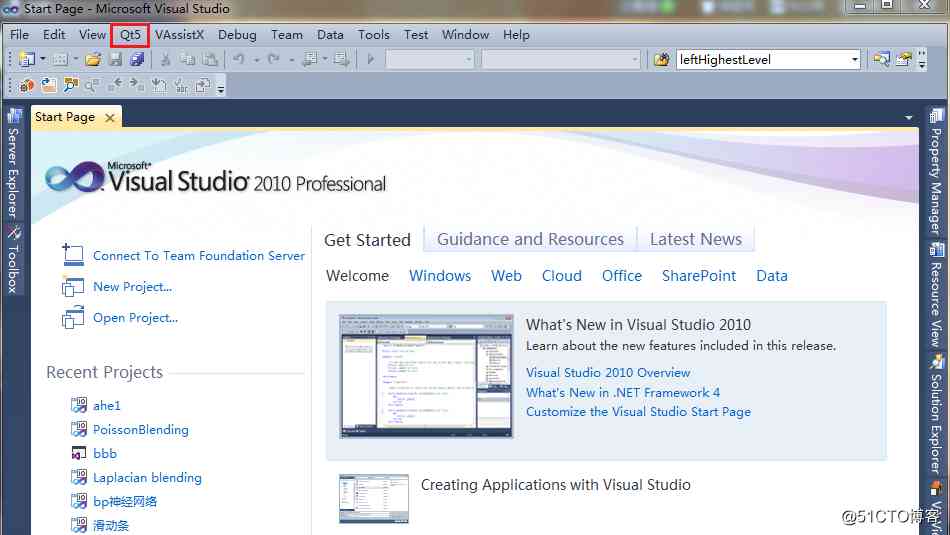 Start Page - Microsoft Visual Studio
File Edit View Qt5 VAssistX Debug Team Data Tools Test Window Help
leftHighestLevel
Start Page
Server Explorer
Toolbox
Property Manager
Resource View
Solution Explorer
Microsoft
Visual Studio 2010 Professional
Connect To Team Foundation Server
New Project...
Open Project...
Recent Projects
ahe1
PoissonBlending
bbb
Laplacian blending
bp神经网络
滑动条
Get Started Guidance and Resources Latest News
Welcome Windows Web Cloud Office SharePoint Data
What's New in Visual Studio 2010
Learn about the new features included in this release.
Visual Studio 2010 Overview
What's New in .NET Framework 4
Customize the Visual Studio Start Page
Creating Applications with Visual Studio
@51CTO博客